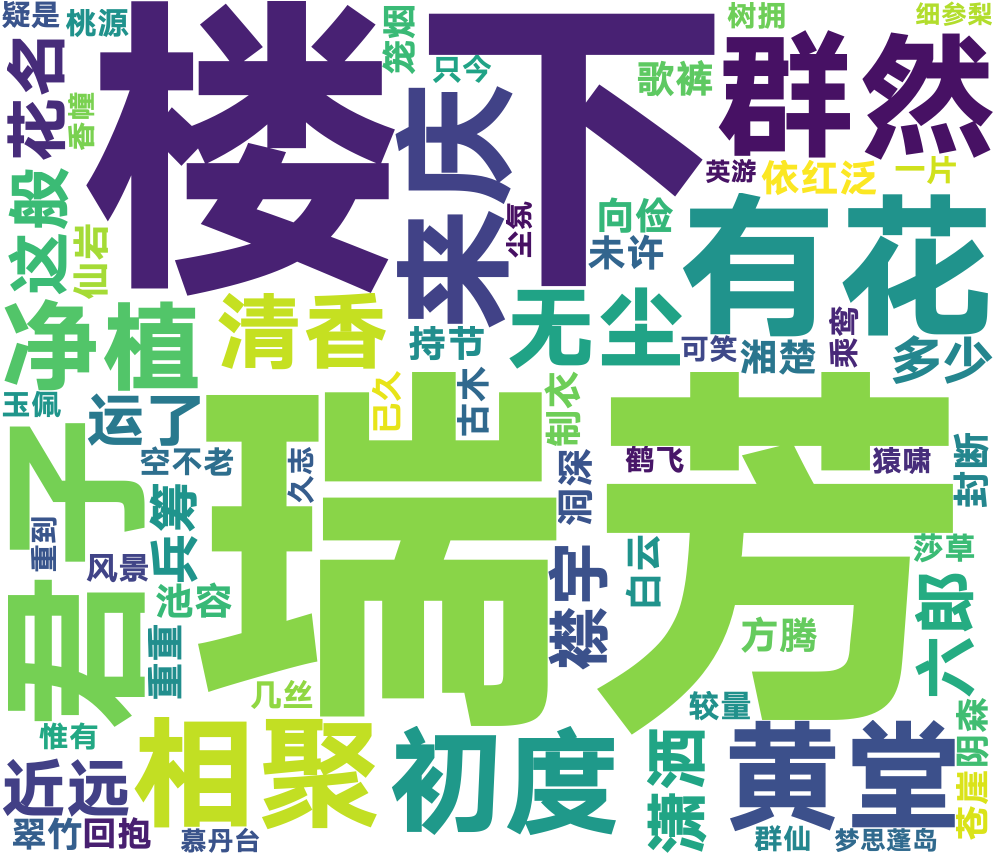 疑是
桃源
花名
香幢
楼下
笼烟
只今
来庆
歌裤
树拥
细参梨
群然
英游
依红泛
一片
这般
仙岩
尘氛
向俭
未许
有花
净植
清香
持节
无尘
可笑
湘楚
乘鸾
多少
玉佩
运了
已久
古木
制衣
瑞芳
君子
空不老
久志
洞深
鹤飞
猿啸
封断
重到
风景
兵筹
池容
重重
襟宇
白云
莎草
六郎
方腾
几丝
较量
惟有
近远
相聚
初度
潇洒
黄堂
阴森
苍崖
翠竹
回抱
慕丹台
群仙
梦思蓬岛